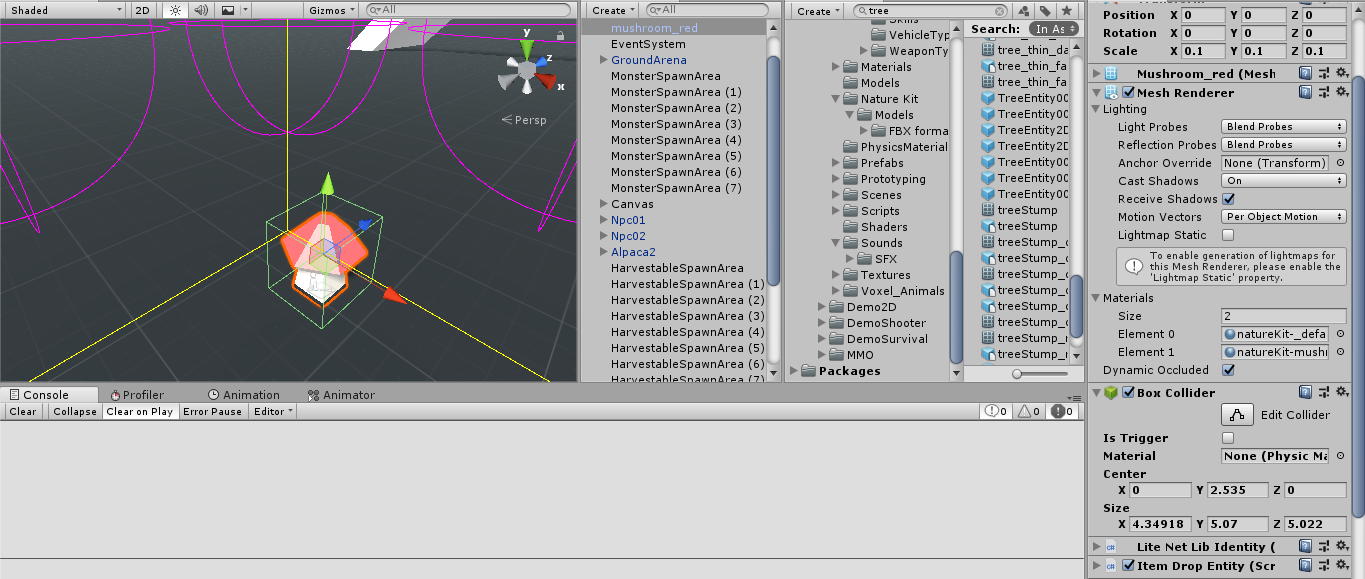 Shaded 2D Gizmos All
y
z
x
Persp
Create All
mushroom_red
EventSystem
GroundArena
MonsterSpawnArea
MonsterSpawnArea (1)
MonsterSpawnArea (2)
MonsterSpawnArea (3)
MonsterSpawnArea (4)
MonsterSpawnArea (5)
MonsterSpawnArea (6)
MonsterSpawnArea (7)
Canvas
Npc01
Npc02
Alpaca2
HarvestableSpawnArea
HarvestableSpawnArea (1)
HarvestableSpawnArea (2)
HarvestableSpawnArea (3)
HarvestableSpawnArea (4)
HarvestableSpawnArea (5)
HarvestableSpawnArea (6)
HarvestableSpawnArea (7)
Create tree
Skills
VehicleTyp
WeaponTy
Materials
Models
Nature Kit
Models
FBX forma
PhysicsMaterial
Prefabs
Prototyping
Scenes
Scripts
Shaders
Sounds
SFX
Textures
Voxel_Animals
Demo2D
DemoShooter
DemoSurvival
MMO
Packages
Search: In As
tree_thin_da
tree_thin_fa
tree_thin_fa
TreeEntity00
TreeEntity00
TreeEntity2D
TreeEntity2D
TreeEntity00
TreeEntity00
TreeEntity00
treeStump
treeStump
treeStump_
treeStump_
treeStump_
treeStump_
treeStump_
treeStump_
treeStump_
treeStump_
Position X 0 Y 0 Z 0
Rotation X 0 Y 0 Z 0
Scale X 0.1 Y 0.1 Z 0.1
Mushroom_red (Mesh
Mesh Renderer
Lighting
Light Probes Blend Probes
Reflection Probes Blend Probes
Anchor Override None (Transform)
Cast Shadows On
Receive Shadows
Motion Vectors Per Object Motion
Lightmap Static
To enable generation of lightmaps for
this Mesh Renderer, please enable the
'Lightmap Static' property.
Materials
Size 2
Element 0 natureKit-_defa
Element 1 natureKit-mush
Dynamic Occluded
Box Collider
Edit Collider
Is Trigger
Material None (Physic Ma
Center
X 0 Y 2.535 Z 0
Size
X 4.34918 Y 5.07 Z 5.022
Lite Net Lib Identity (
Item Drop Entity (Scr
Console Profiler Animation Animator
Clear Collapse Clear on Play Error Pause Editor 0 0 0